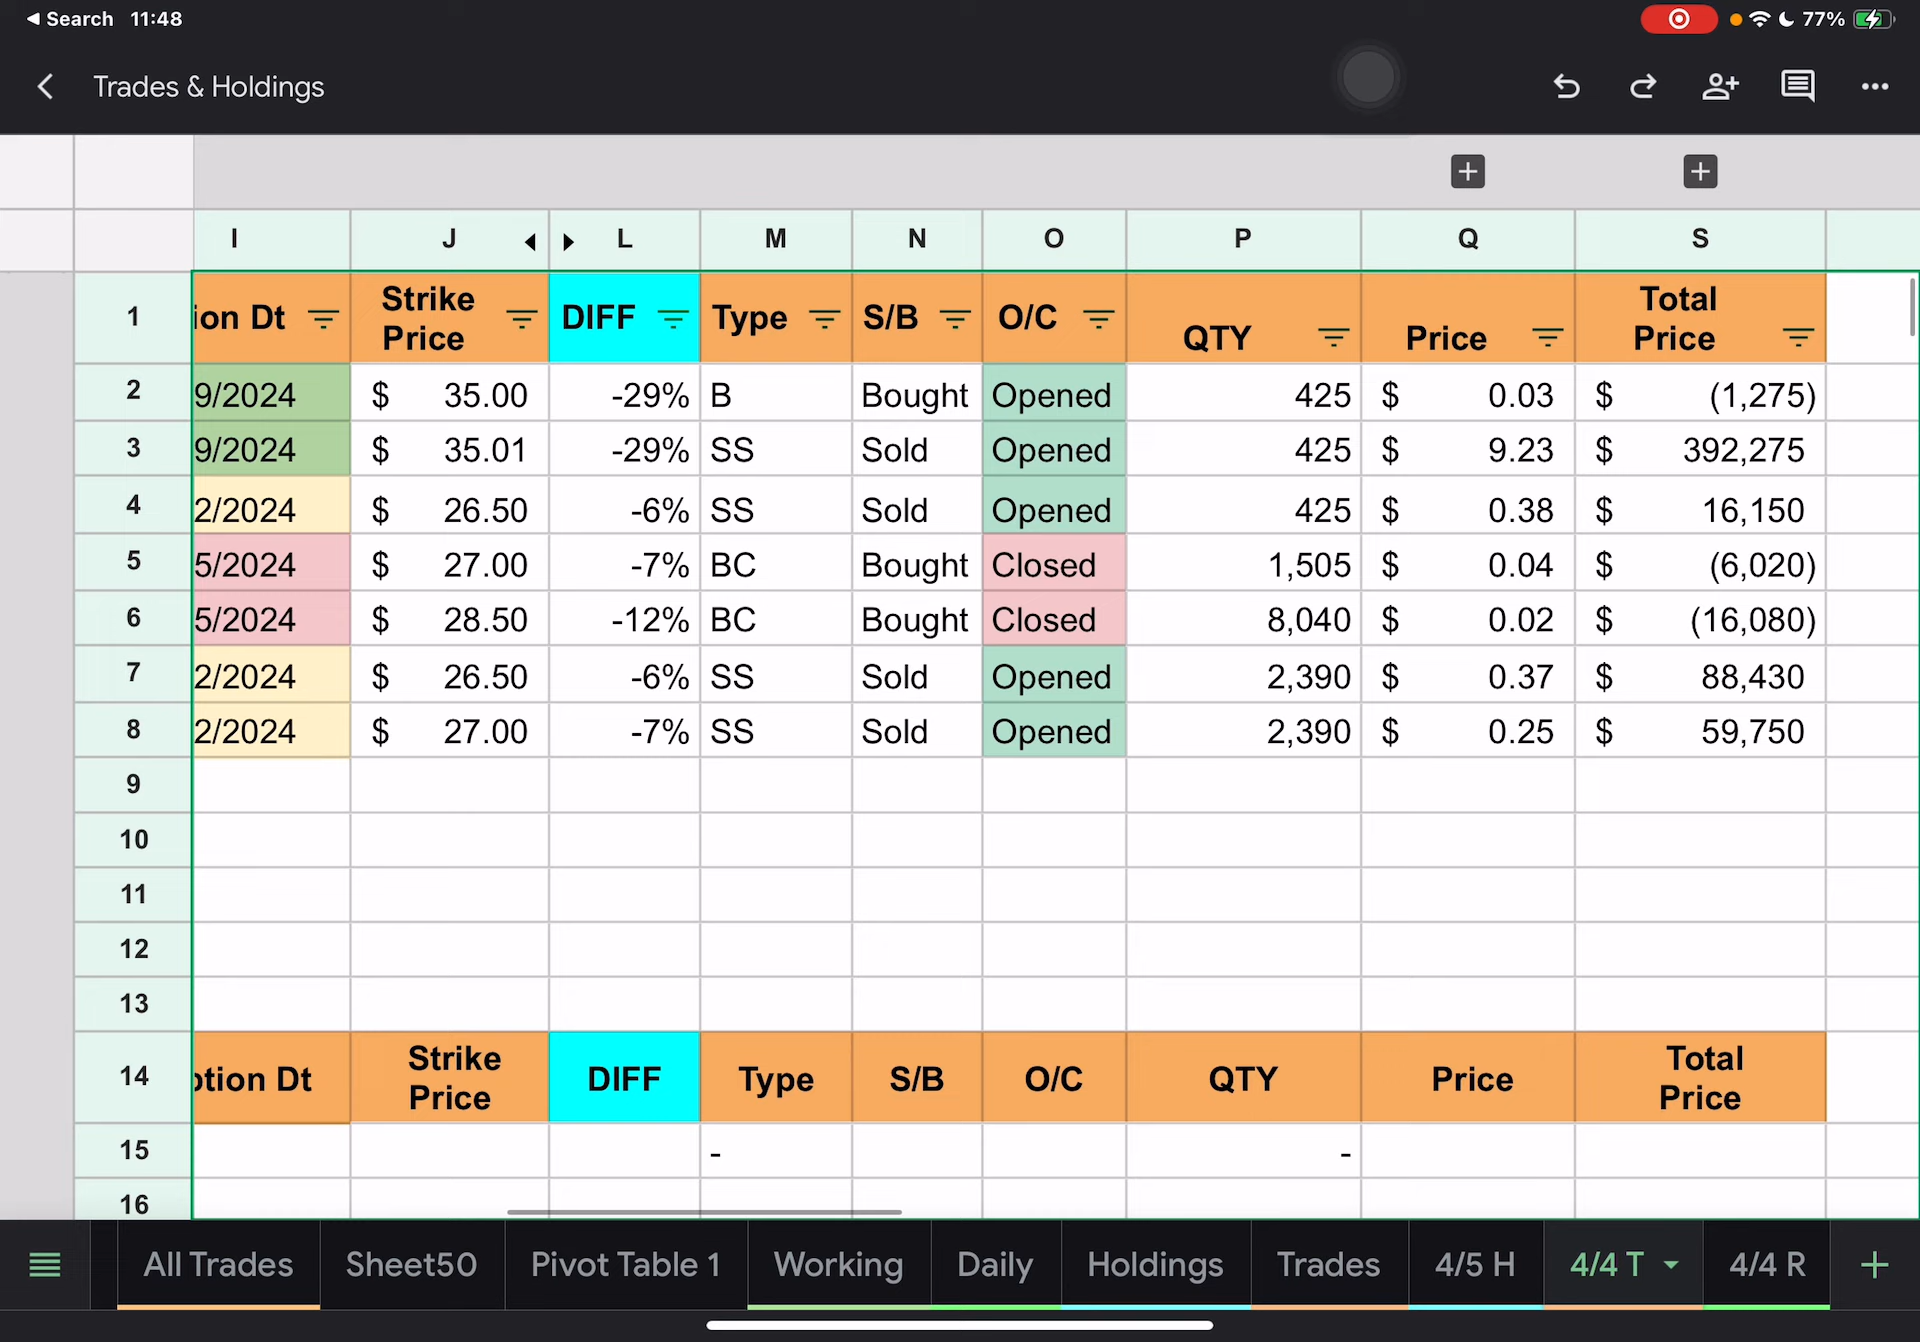 Search 11:48 77%
Trades & Holdings
I J L M N O P Q S
1 ion Dt Strike Price DIFF Type S/B O/C QTY Price Total Price
2 9/2024 $ 35.00 -29% B Bought Opened 425 $ 0.03 $ (1,275)
3 9/2024 $ 35.01 -29% SS Sold Opened 425 $ 9.23 $ 392,275
4 2/2024 $ 26.50 -6% SS Sold Opened 425 $ 0.38 $ 16,150
5 5/2024 $ 27.00 -7% BC Bought Closed 1,505 $ 0.04 $ (6,020)
6 5/2024 $ 28.50 -12% BC Bought Closed 8,040 $ 0.02 $ (16,080)
7 2/2024 $ 26.50 -6% SS Sold Opened 2,390 $ 0.37 $ 88,430
8 2/2024 $ 27.00 -7% SS Sold Opened 2,390 $ 0.25 $ 59,750
9
10
11
12
13
14 ption Dt Strike Price DIFF Type S/B O/C QTY Price Total Price
15 - -
16
All Trades Sheet50 Pivot Table 1 Working Daily Holdings Trades 4/5 H 4/4 T 4/4 R